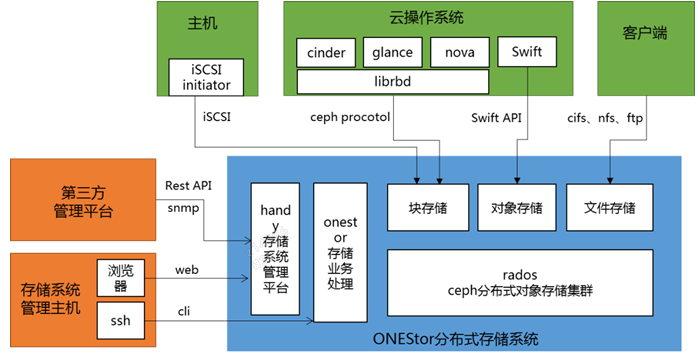 主机
云操作系统
客户端
cinder
glance
nova
Swift
iSCSI
initiator
librbd
iSCSI
ceph procotol
Swift API
cifs、nfs、ftp
第三方
管理平台
Rest API
snmp
hand
y存
储
系统
管理
平台
onest
or存
储
业务
处理
块存储
对象存储
文件存储
存储系统
管理主机
浏览
器
web
ssh
cli
rados
ceph分布式对象存储集群
ONEStor分布式存储系统